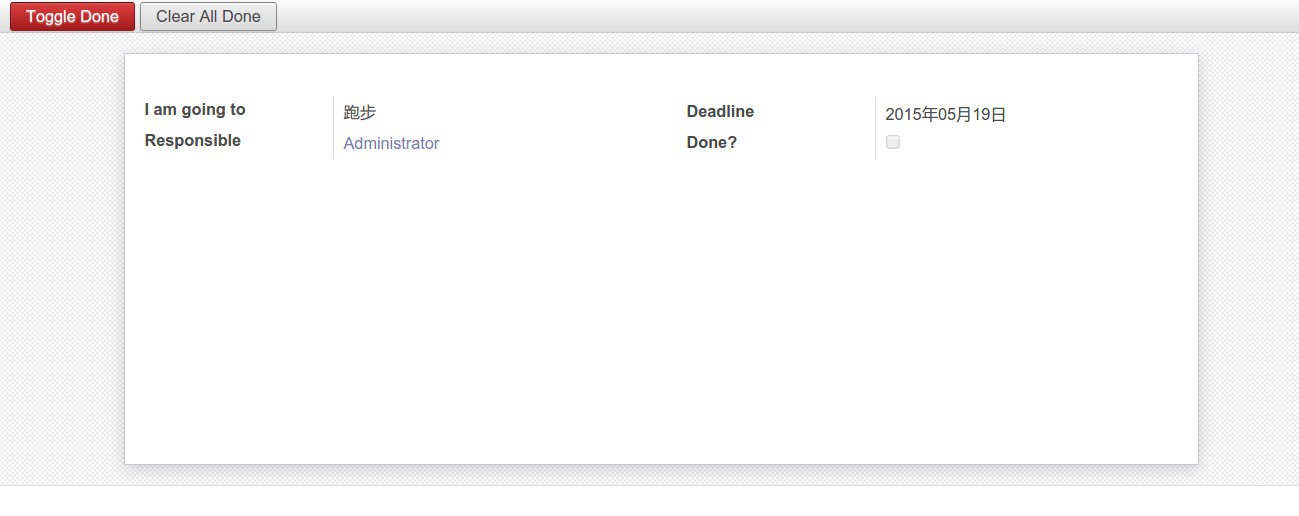 Toggle Done Clear All Done
I am going to 跑步 Deadline 2015年05月19日
Responsible Administrator Done?